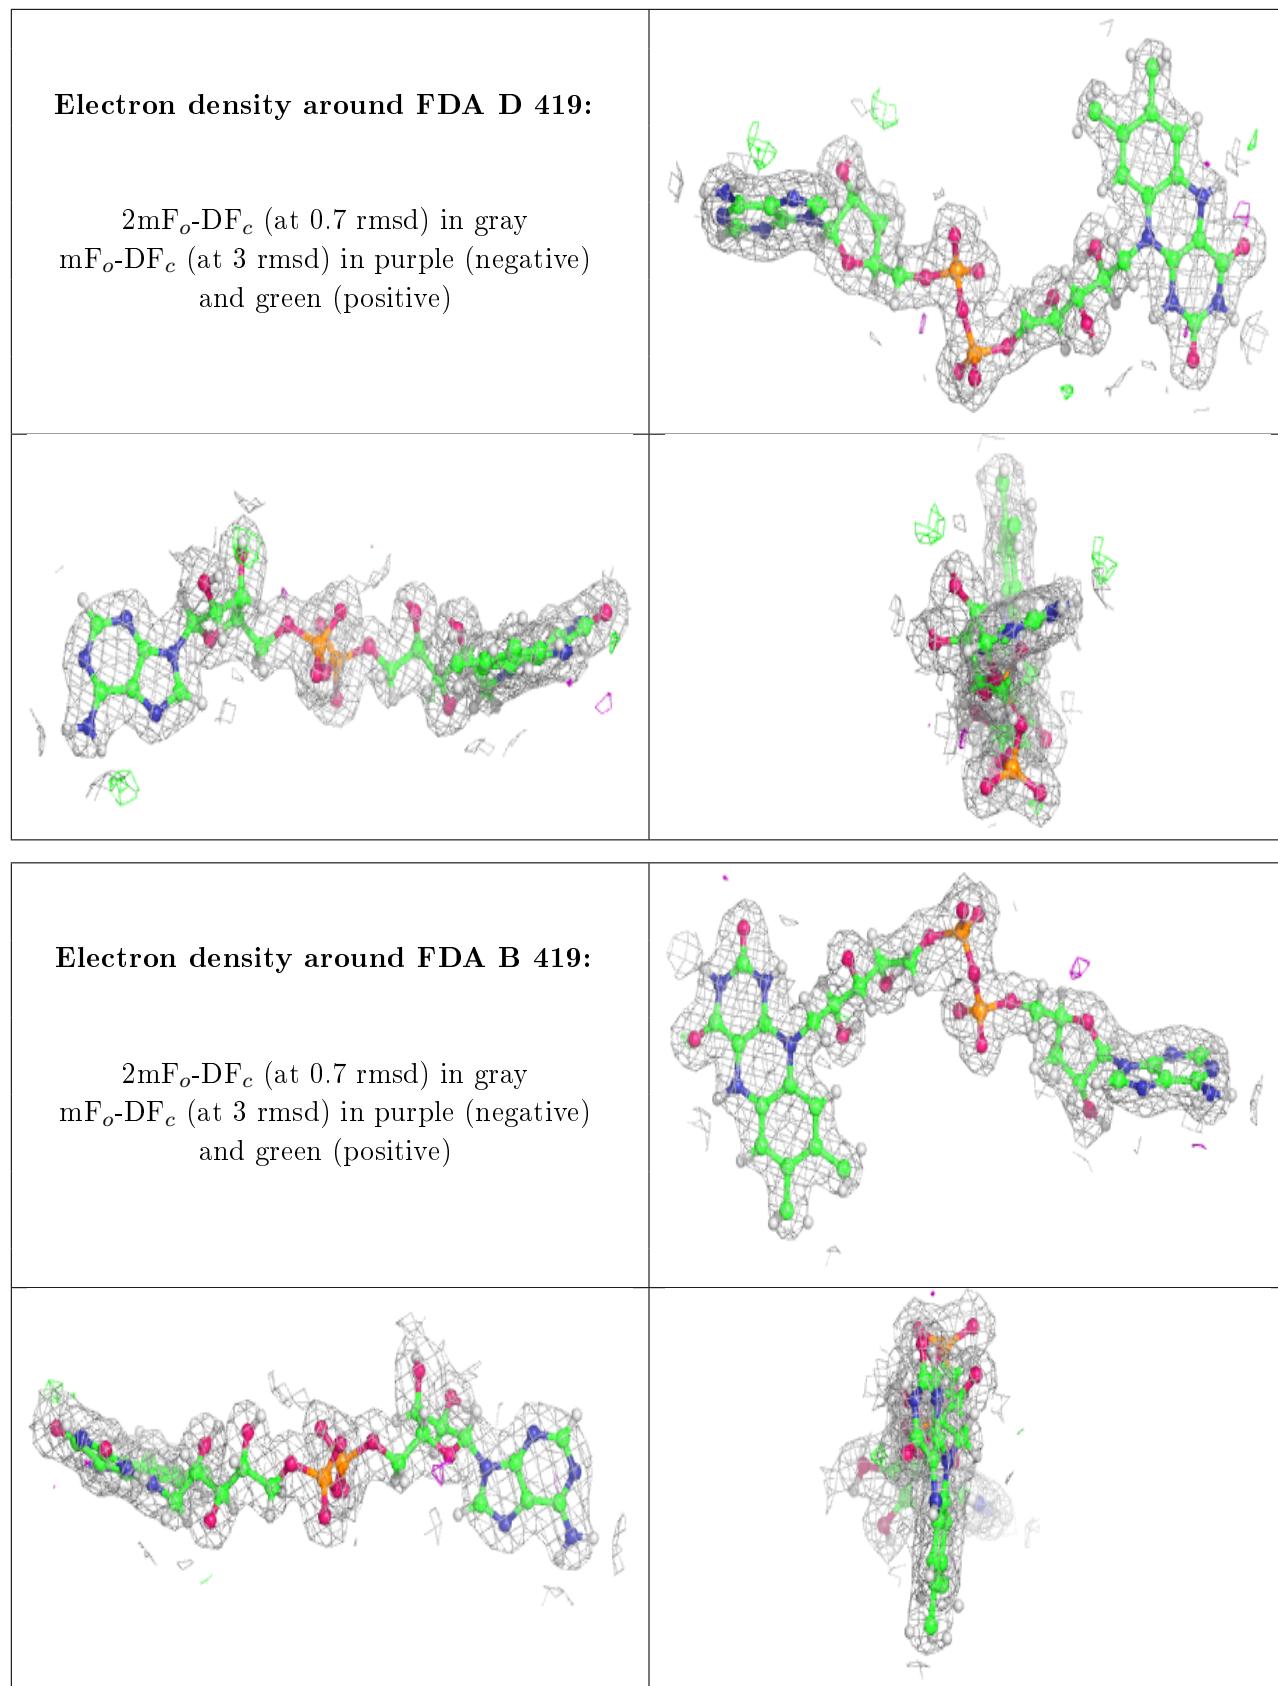 Electron density around FDA D 419:
2mFₒ-DF𝒸 (at 0.7 rmsd) in gray
mFₒ-DF𝒸 (at 3 rmsd) in purple (negative)
and green (positive)
Electron density around FDA B 419:
2mFₒ-DF𝒸 (at 0.7 rmsd) in gray
mFₒ-DF𝒸 (at 3 rmsd) in purple (negative)
and green (positive)